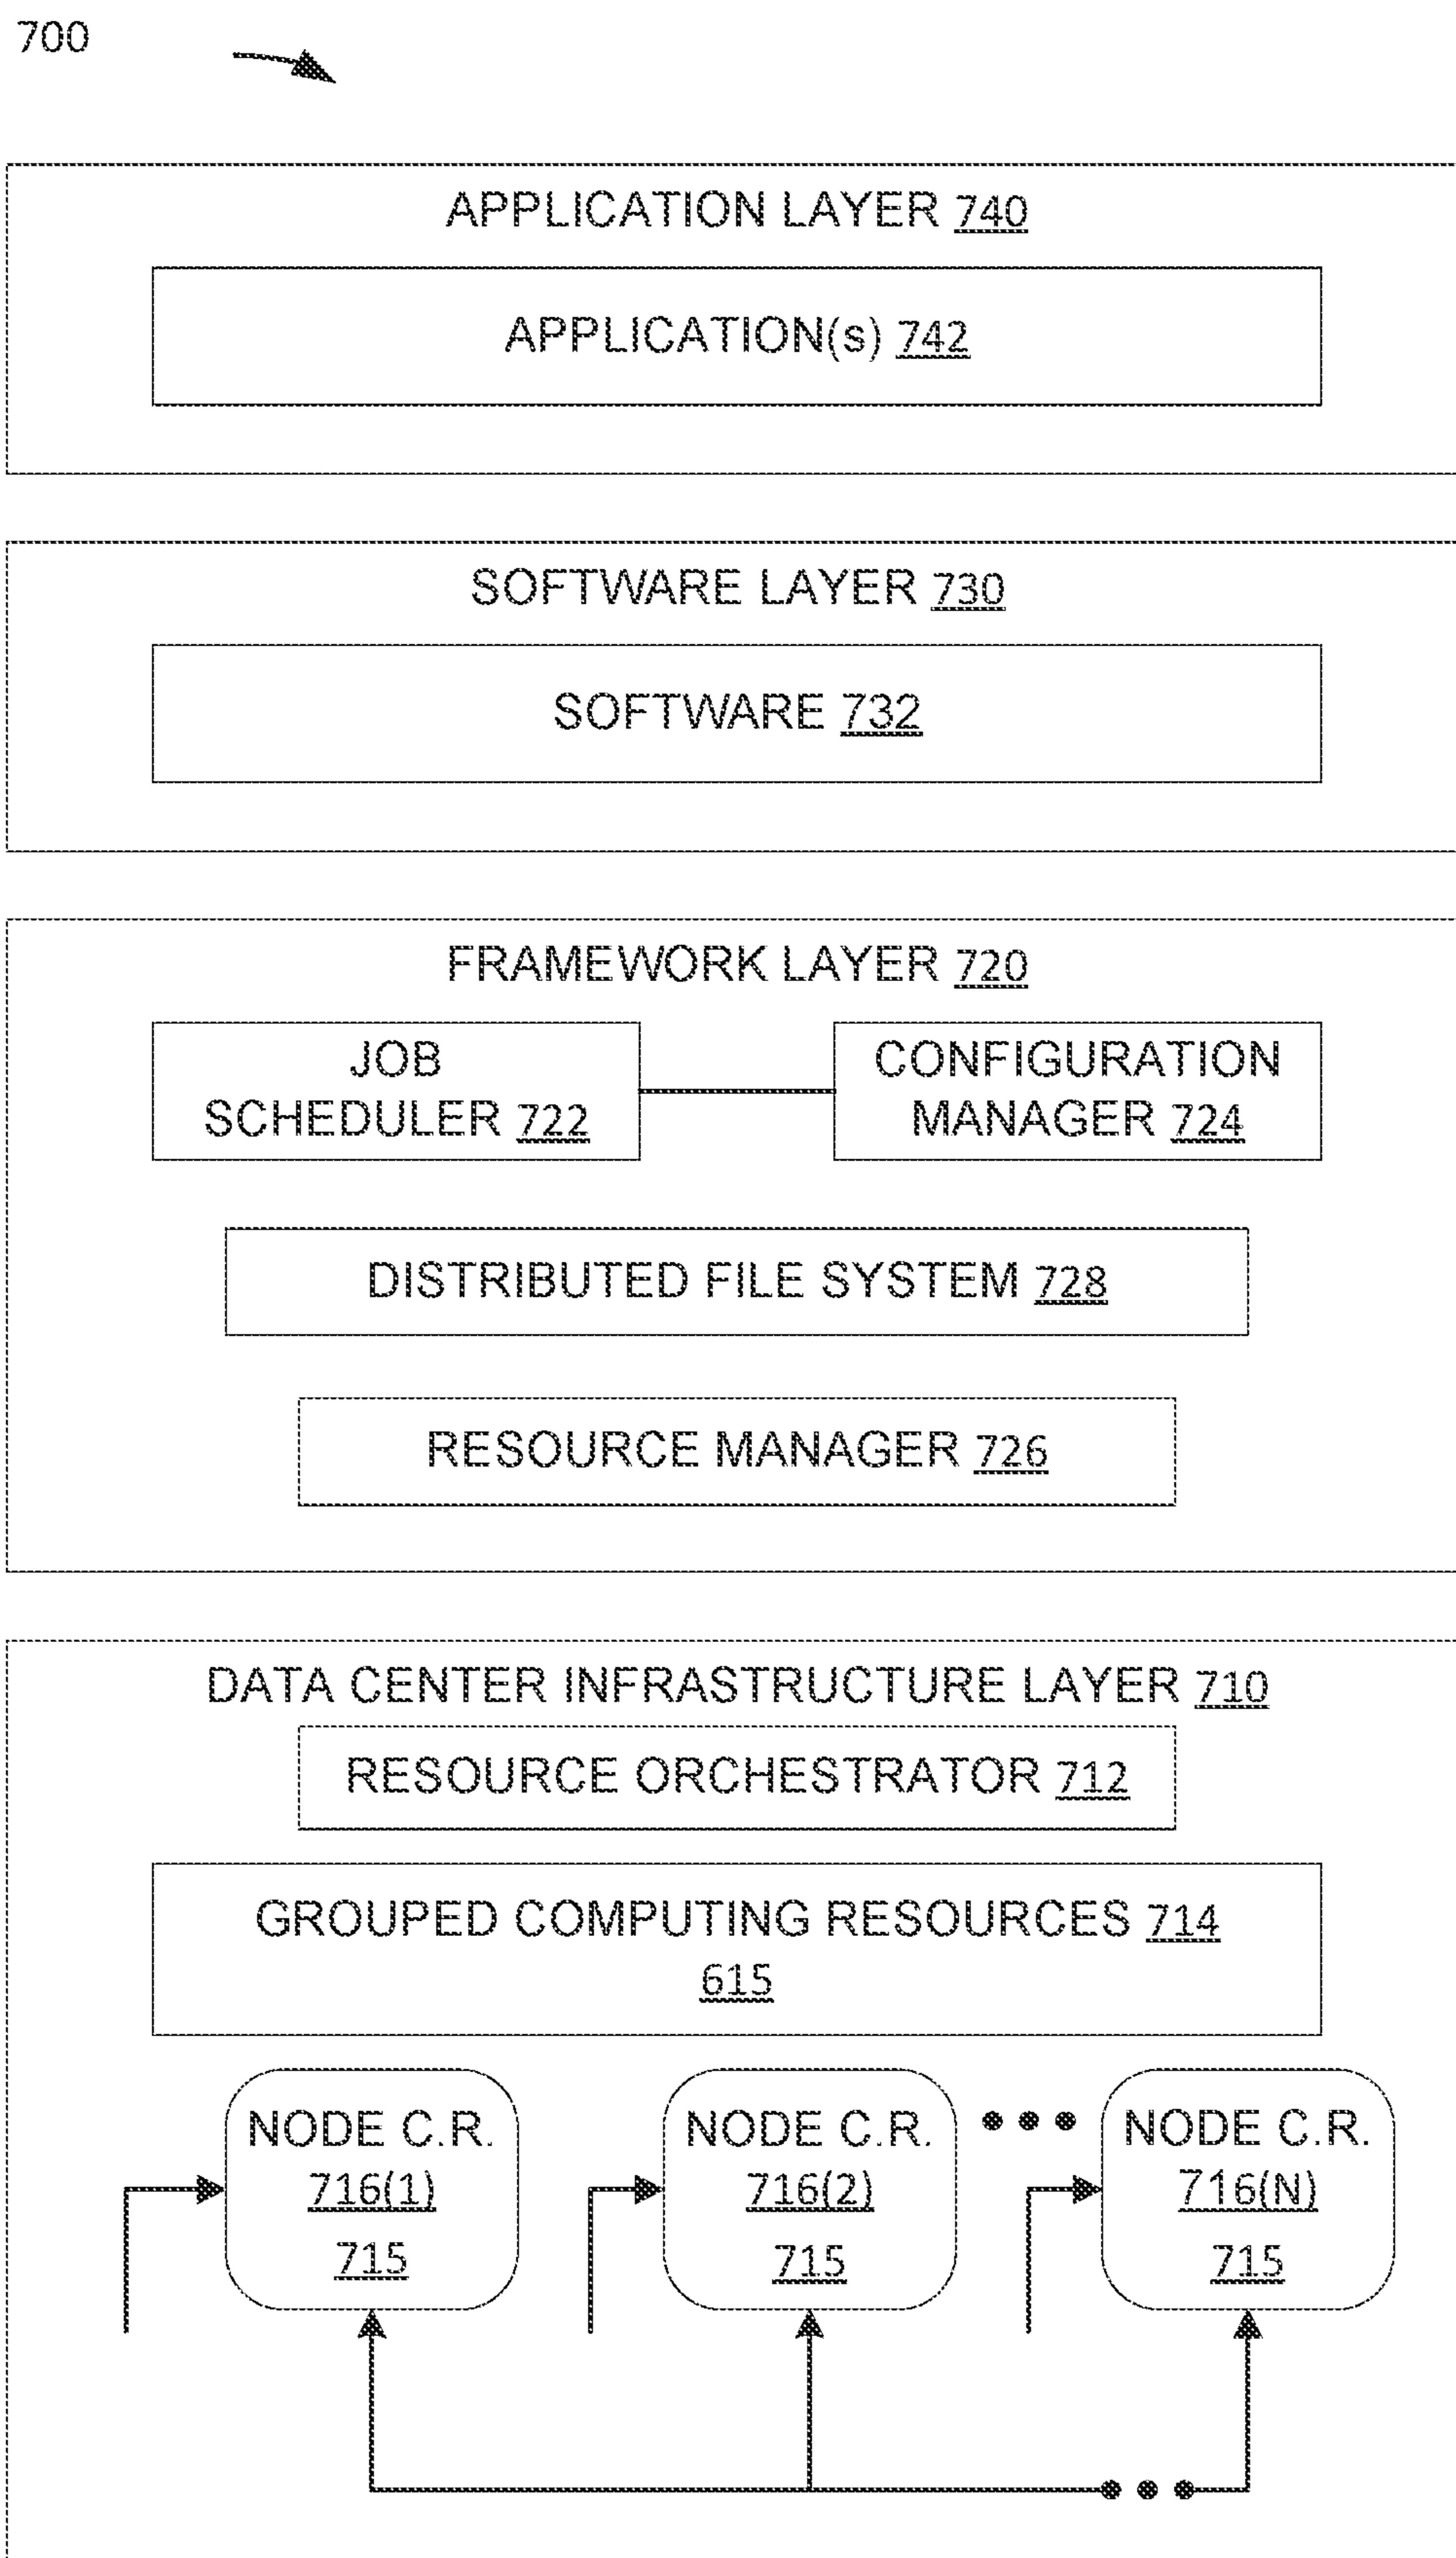 700
APPLICATION LAYER 740
APPLICATION(s) 742
SOFTWARE LAYER 730
SOFTWARE 732
FRAMEWORK LAYER 720
JOB
SCHEDULER 722
CONFIGURATION
MANAGER 724
DISTRIBUTED FILE SYSTEM 728
RESOURCE MANAGER 726
DATA CENTER INFRASTRUCTURE LAYER 710
RESOURCE ORCHESTRATOR 712
GROUPED COMPUTING RESOURCES 714
615
NODE C.R.
716(1)
715
NODE C.R.
716(2)
715
NODE C.R.
716(N)
715